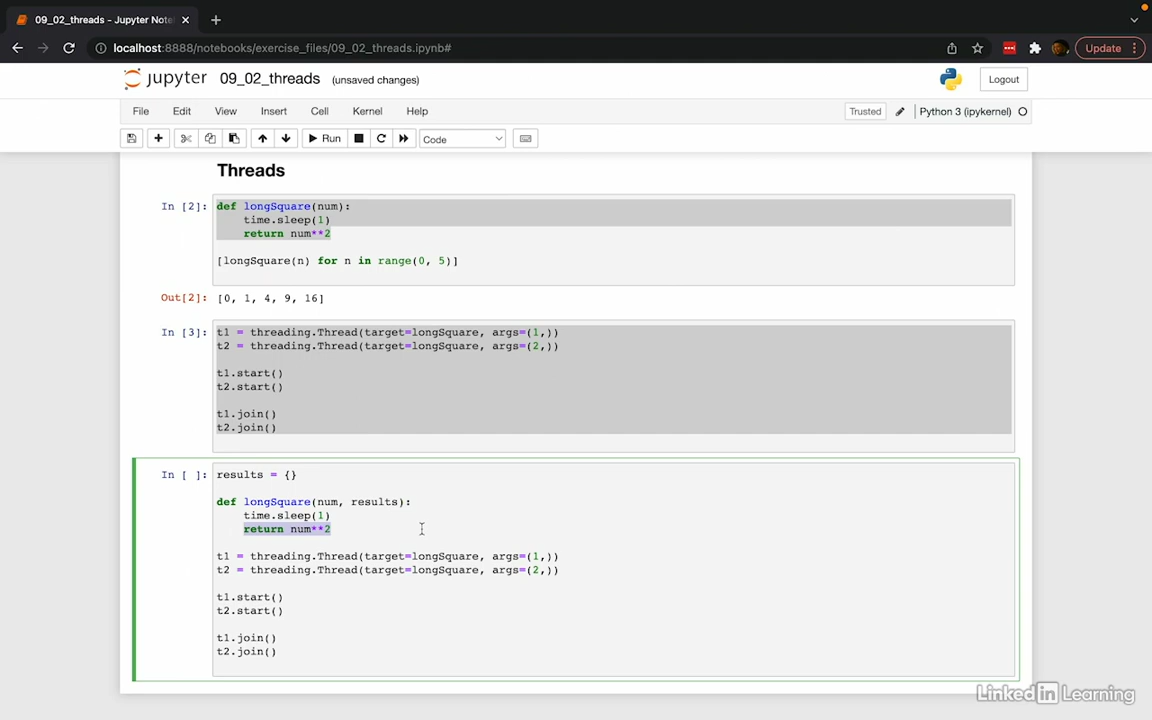 09_02_threads - Jupyter Note
localhost:8888/notebooks/exercise_files/09_02_threads.ipynb#
Update
jupyter 09_02_threads (unsaved changes)
Logout
File Edit View Insert Cell Kernel Help
Trusted
Python 3 (ipykernel)
Run
Code
Threads
In [2]: def longSquare(num):
time.sleep(1)
return num**2
[longSquare(n) for n in range(0, 5)]
Out[2]: [0, 1, 4, 9, 16]
In [3]: t1 = threading.Thread(target=longSquare, args=(1,))
t2 = threading.Thread(target=longSquare, args=(2,))
t1.start()
t2.start()
t1.join()
t2.join()
In [ ]: results = {}
def longSquare(num, results):
time.sleep(1)
return num**2
t1 = threading.Thread(target=longSquare, args=(1,))
t2 = threading.Thread(target=longSquare, args=(2,))
t1.start()
t2.start()
t1.join()
t2.join()
LinkedIn Learning